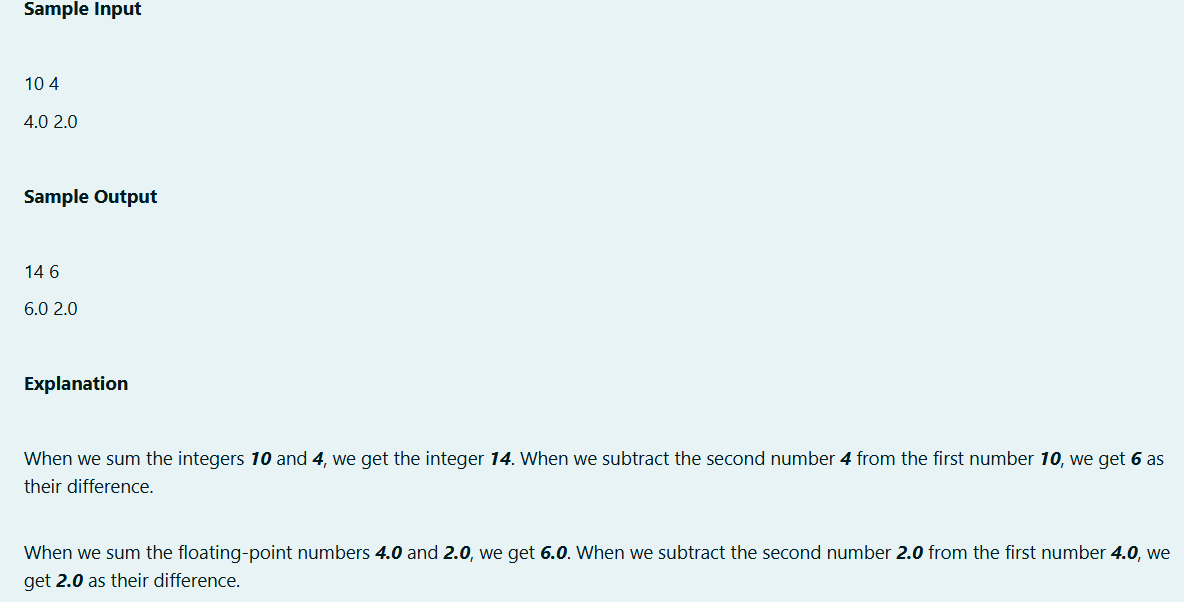 Sample Input
10 4
4.0 2.0
Sample Output
14 6
6.0 2.0
Explanation
When we sum the integers 10 and 4, we get the integer 14. When we subtract the second number 4 from the first number 10, we get 6 as
their difference.
When we sum the floating-point numbers 4.0 and 2.0, we get 6.0. When we subtract the second number 2.0 from the first number 4.0, we
get 2.0 as their difference.